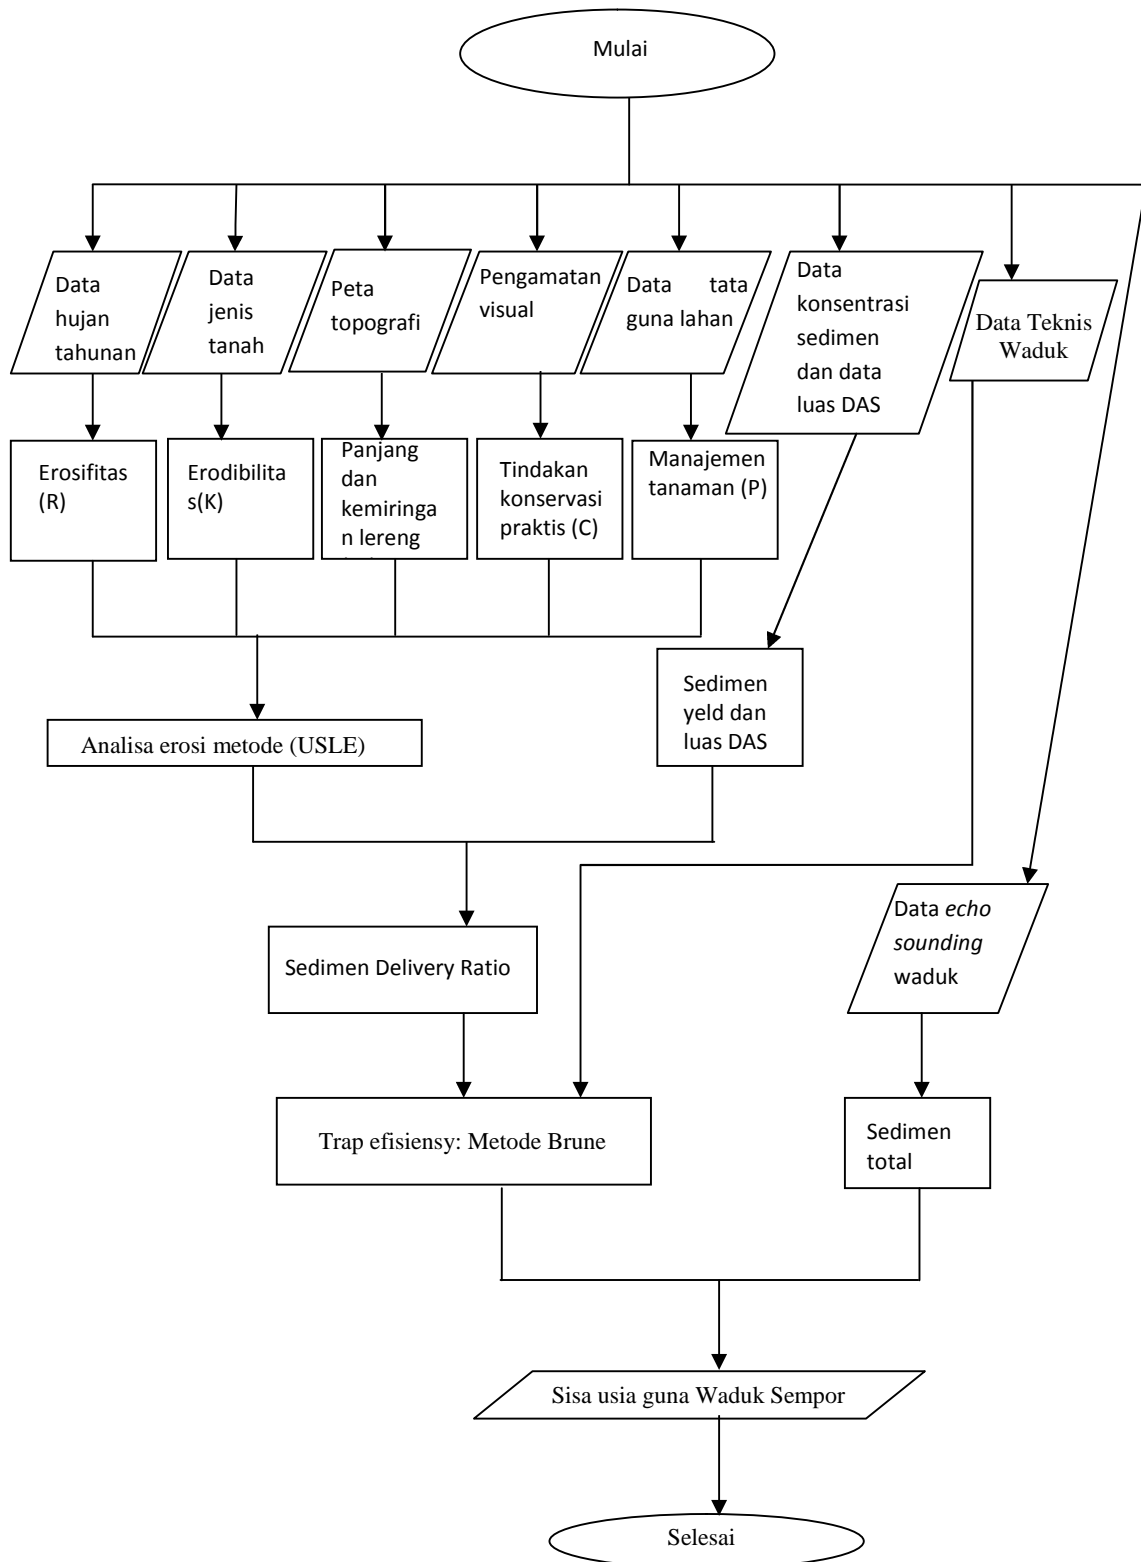 Mulai
Data
hujan
tahunan
Data
jenis
tanah
Peta
topografi
Pengamatan
visual
Data tata
guna lahan
Data
konsentrasi
sedimen
dan data
luas DAS
Data Teknis
Waduk
Erosifitas
(R)
Erodibilita
s(K)
Panjang
dan
kemiringa
n lereng
Tindakan
konservasi
praktis (C)
Manajemen
tanaman (P)
Sedimen
yeld dan
luas DAS
Analisa erosi metode (USLE)
Data echo
sounding
waduk
Sedimen Delivery Ratio
Trap efisiensy: Metode Brune
Sedimen
total
Sisa usia guna Waduk Sempor
Selesai